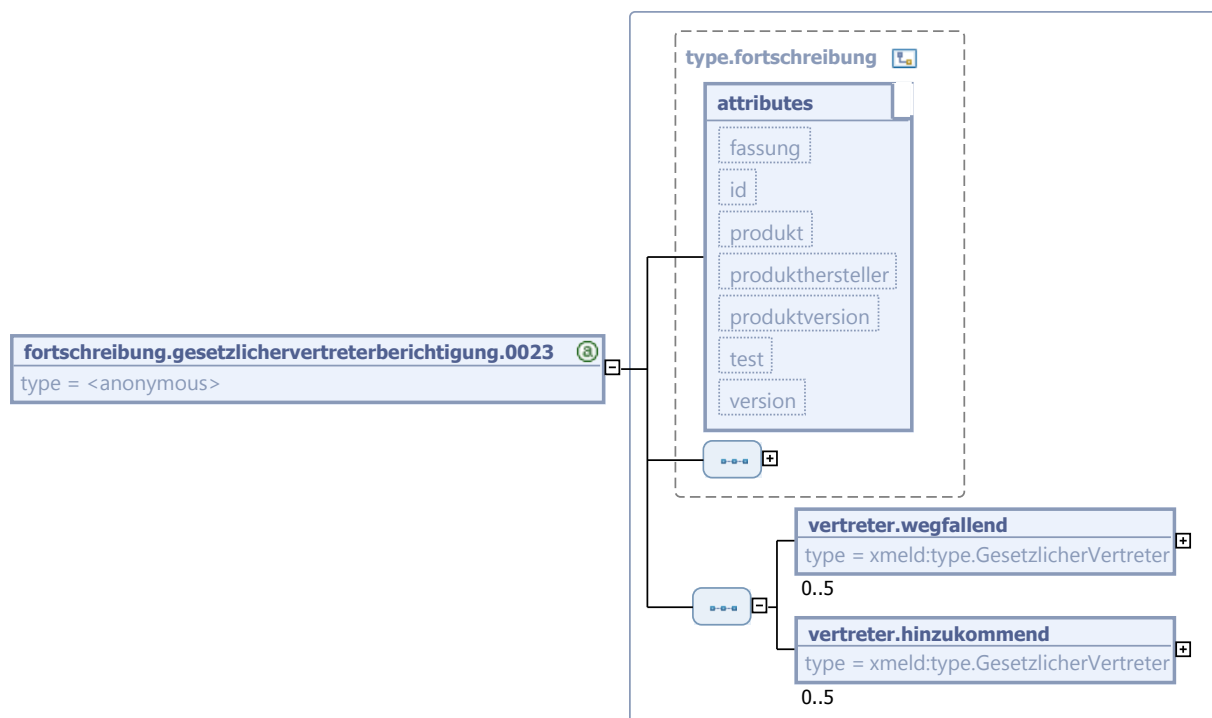 type.fortschreibung
attributes
fassung
id
produkt
produkthersteller
produktversion
test
version
fortschreibung.gesetzlichervertreterberichtigung.0023 a
type = <anonymous>
vertreter.wegfallend
type = xmeld:type.GesetzlicherVertreter
0..5
vertreter.hinzukommend
type = xmeld:type.GesetzlicherVertreter
0..5